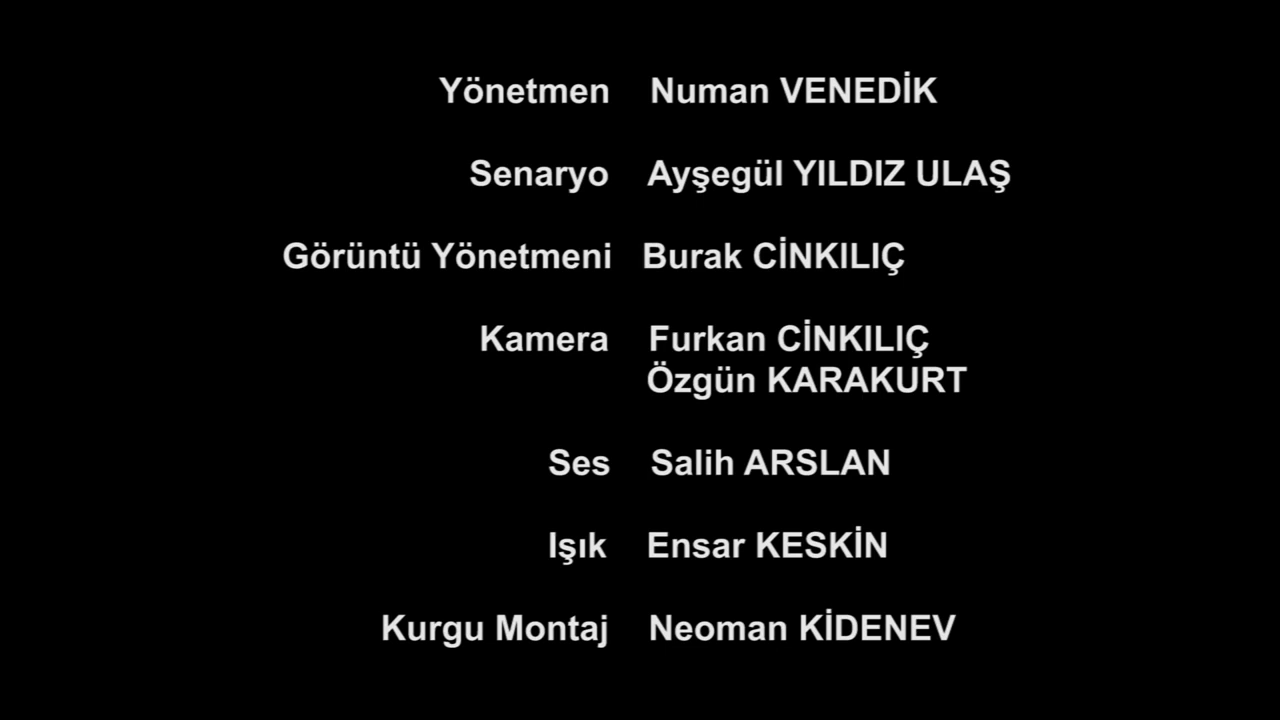 Yönetmen Numan VENEDİK
Senaryo Ayşegül YILDIZ ULAŞ
Görüntü Yönetmeni Burak CİNKILIÇ
Kamera Furkan CİNKILIÇ
Özgün KARAKURT
Ses Salih ARSLAN
Işık Ensar KESKİN
Kurgu Montaj Neoman KİDENEV